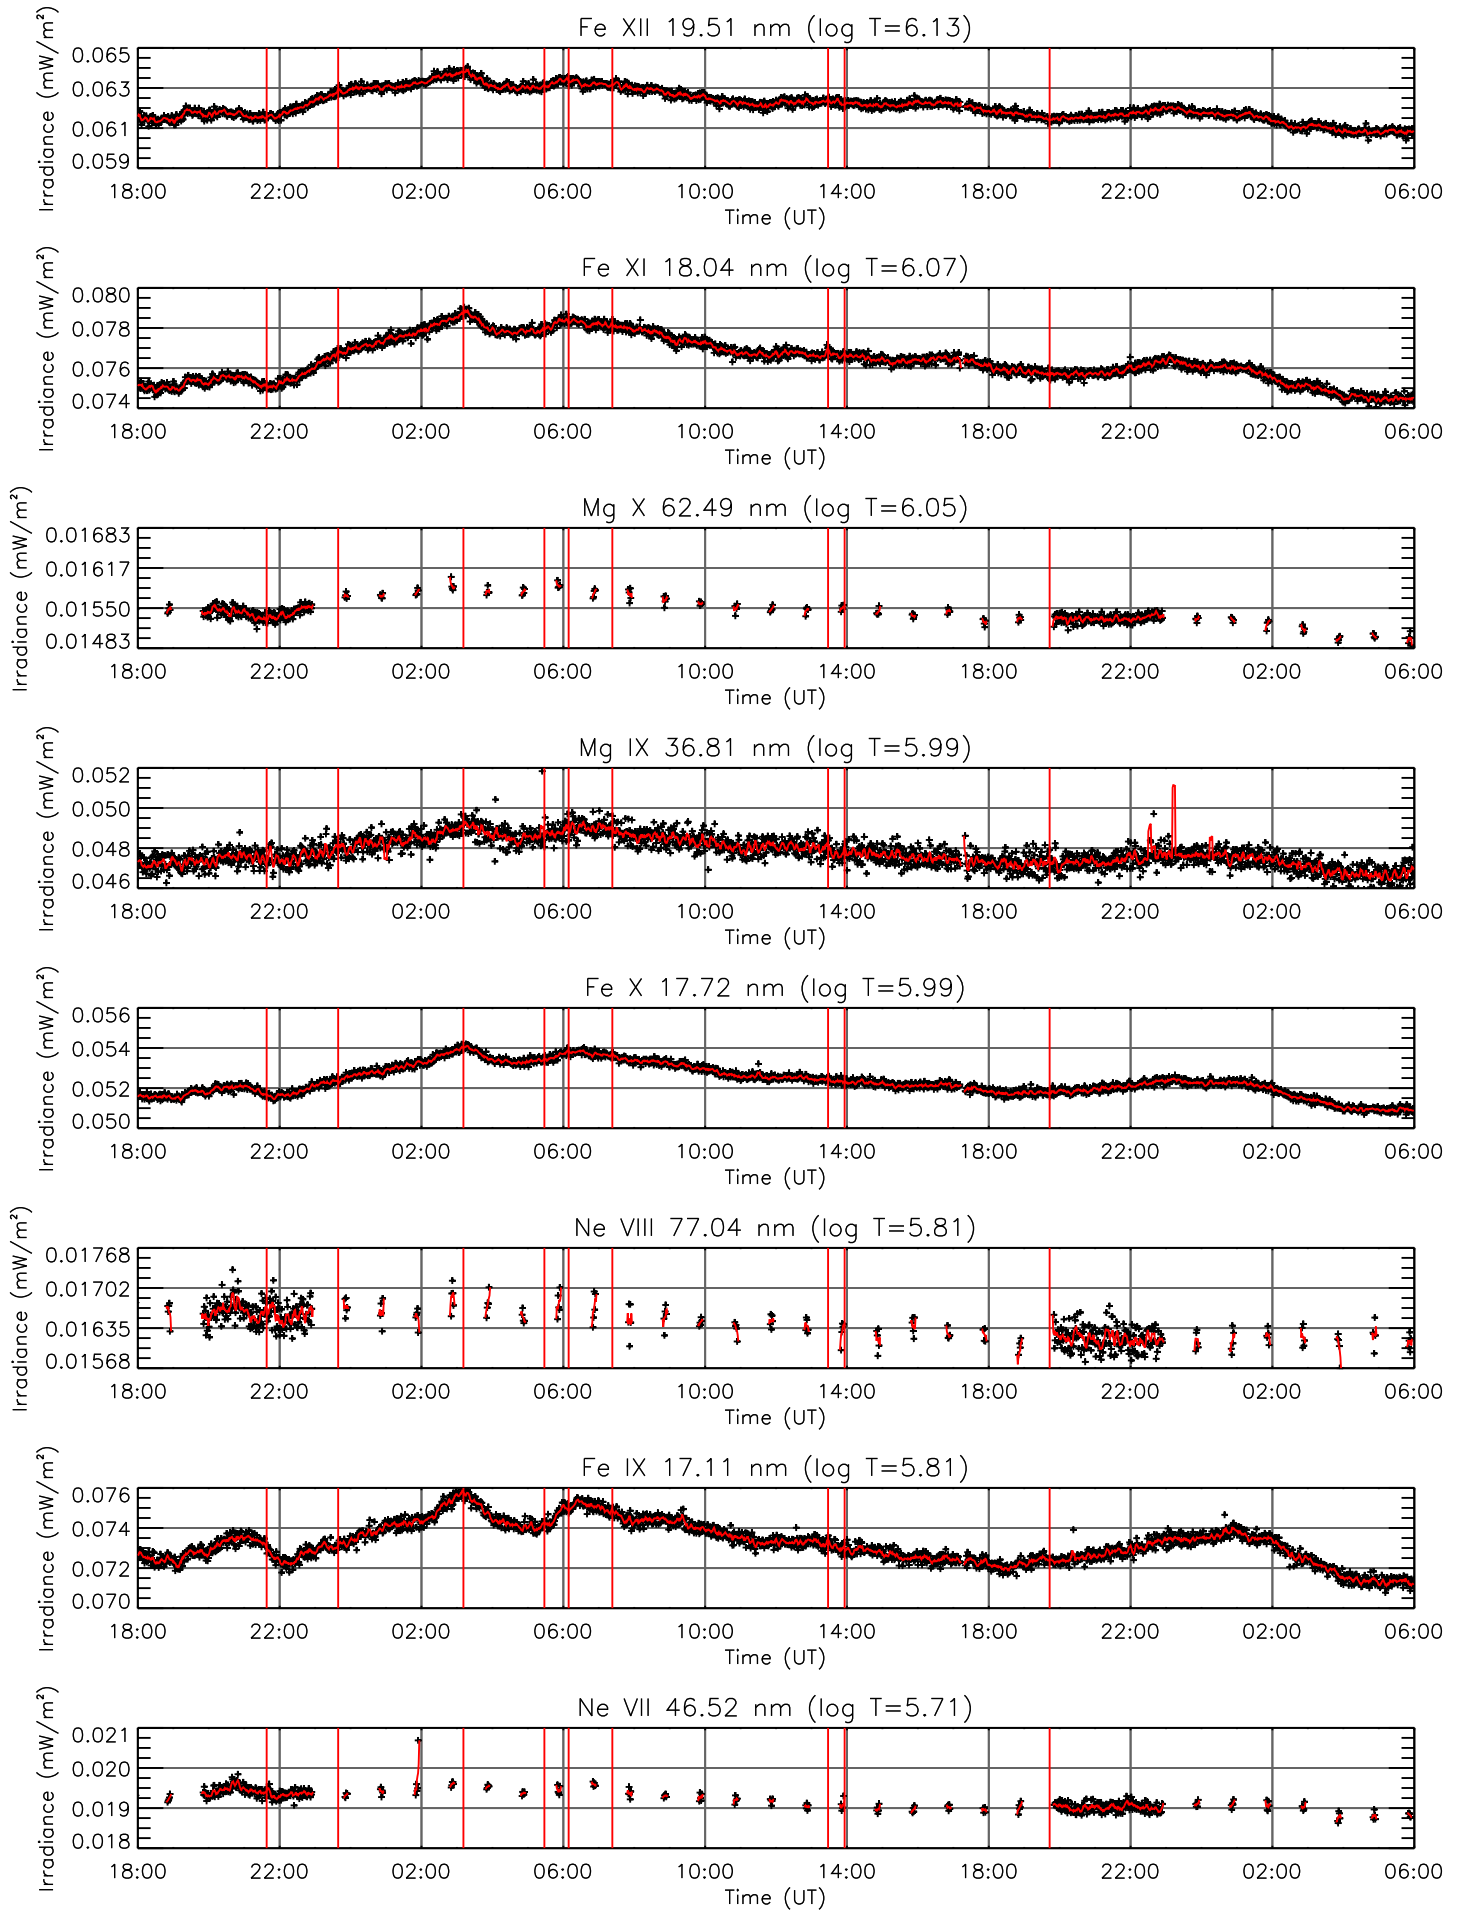 Fe XII 19.51 nm (log T=6.13)
Irradiance (mW/m²)
0.065
0.063
0.061
0.059
18:00 22:00 02:00 06:00 10:00 14:00 18:00 22:00 02:00 06:00
Time (UT)
Fe XI 18.04 nm (log T=6.07)
Irradiance (mW/m²)
0.080
0.078
0.076
0.074
18:00 22:00 02:00 06:00 10:00 14:00 18:00 22:00 02:00 06:00
Time (UT)
Mg X 62.49 nm (log T=6.05)
Irradiance (mW/m²)
0.01683
0.01617
0.01550
0.01483
18:00 22:00 02:00 06:00 10:00 14:00 18:00 22:00 02:00 06:00
Time (UT)
Mg IX 36.81 nm (log T=5.99)
Irradiance (mW/m²)
0.052
0.050
0.048
0.046
18:00 22:00 02:00 06:00 10:00 14:00 18:00 22:00 02:00 06:00
Time (UT)
Fe X 17.72 nm (log T=5.99)
Irradiance (mW/m²)
0.056
0.054
0.052
0.050
18:00 22:00 02:00 06:00 10:00 14:00 18:00 22:00 02:00 06:00
Time (UT)
Ne VIII 77.04 nm (log T=5.81)
Irradiance (mW/m²)
0.01768
0.01702
0.01635
0.01568
18:00 22:00 02:00 06:00 10:00 14:00 18:00 22:00 02:00 06:00
Time (UT)
Fe IX 17.11 nm (log T=5.81)
Irradiance (mW/m²)
0.076
0.074
0.072
0.070
18:00 22:00 02:00 06:00 10:00 14:00 18:00 22:00 02:00 06:00
Time (UT)
Ne VII 46.52 nm (log T=5.71)
Irradiance (mW/m²)
0.021
0.020
0.019
0.018
18:00 22:00 02:00 06:00 10:00 14:00 18:00 22:00 02:00 06:00
Time (UT)